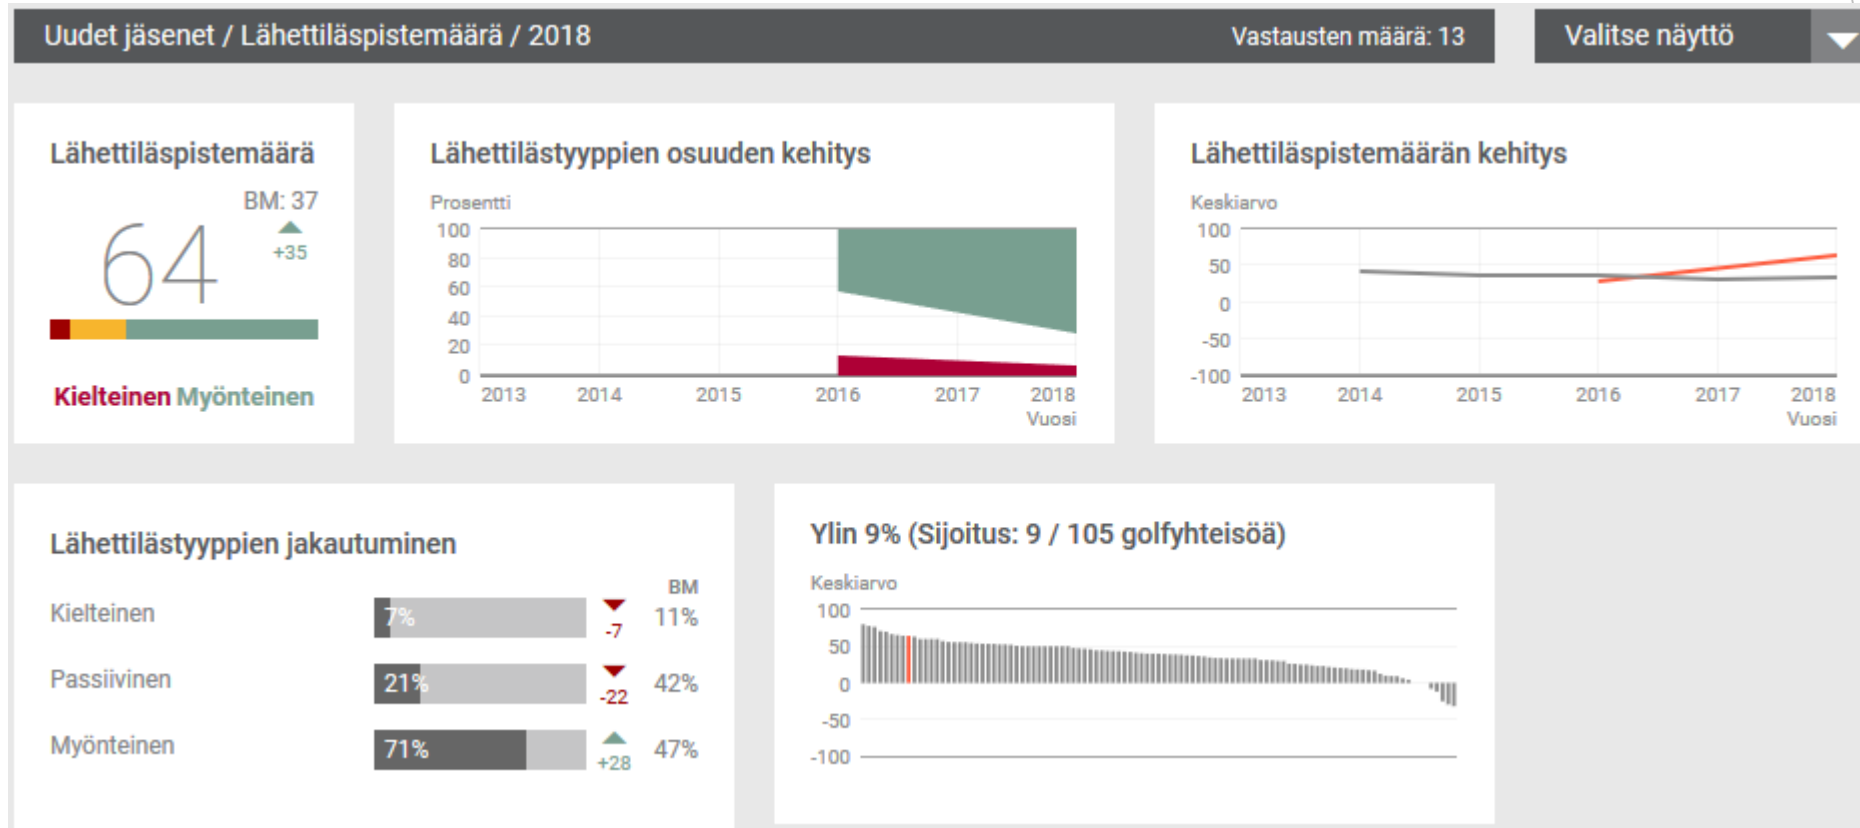 Uudet jäsenet / Lähettiläspistemäärä / 2018
Vastausten määrä: 13
Valitse näyttö
Lähettiläspistemäärä
BM: 37
64
+35
Kielteinen Myönteinen
Lähettilästyyppien osuuden kehitys
Prosentti
100
80
60
40
20
0
2013 2014 2015 2016 2017 2018
Vuosi
Lähettiläspistemäärän kehitys
Keskiarvo
100
50
0
-50
-100
2013 2014 2015 2016 2017 2018
Vuosi
Lähettilästyyppien jakautuminen
BM
Kielteinen 7% -7 11%
Passiivinen 21% -22 42%
Myönteinen 71% +28 47%
Ylin 9% (Sijoitus: 9 / 105 golfyhteisöä)
Keskiarvo
100
50
0
-50
-100